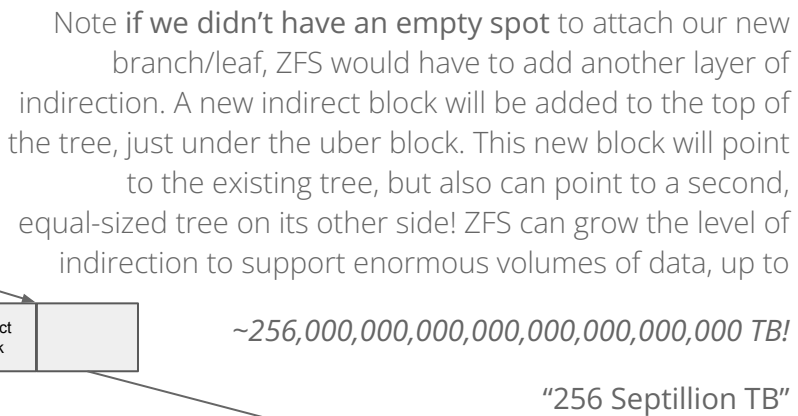 Note if we didn’t have an empty spot to attach our new
branch/leaf, ZFS would have to add another layer of
indirection. A new indirect block will be added to the top of
the tree, just under the uber block. This new block will point
to the existing tree, but also can point to a second,
equal-sized tree on its other side! ZFS can grow the level of
indirection to support enormous volumes of data, up to
~256,000,000,000,000,000,000,000,000 TB!
“256 Septillion TB”